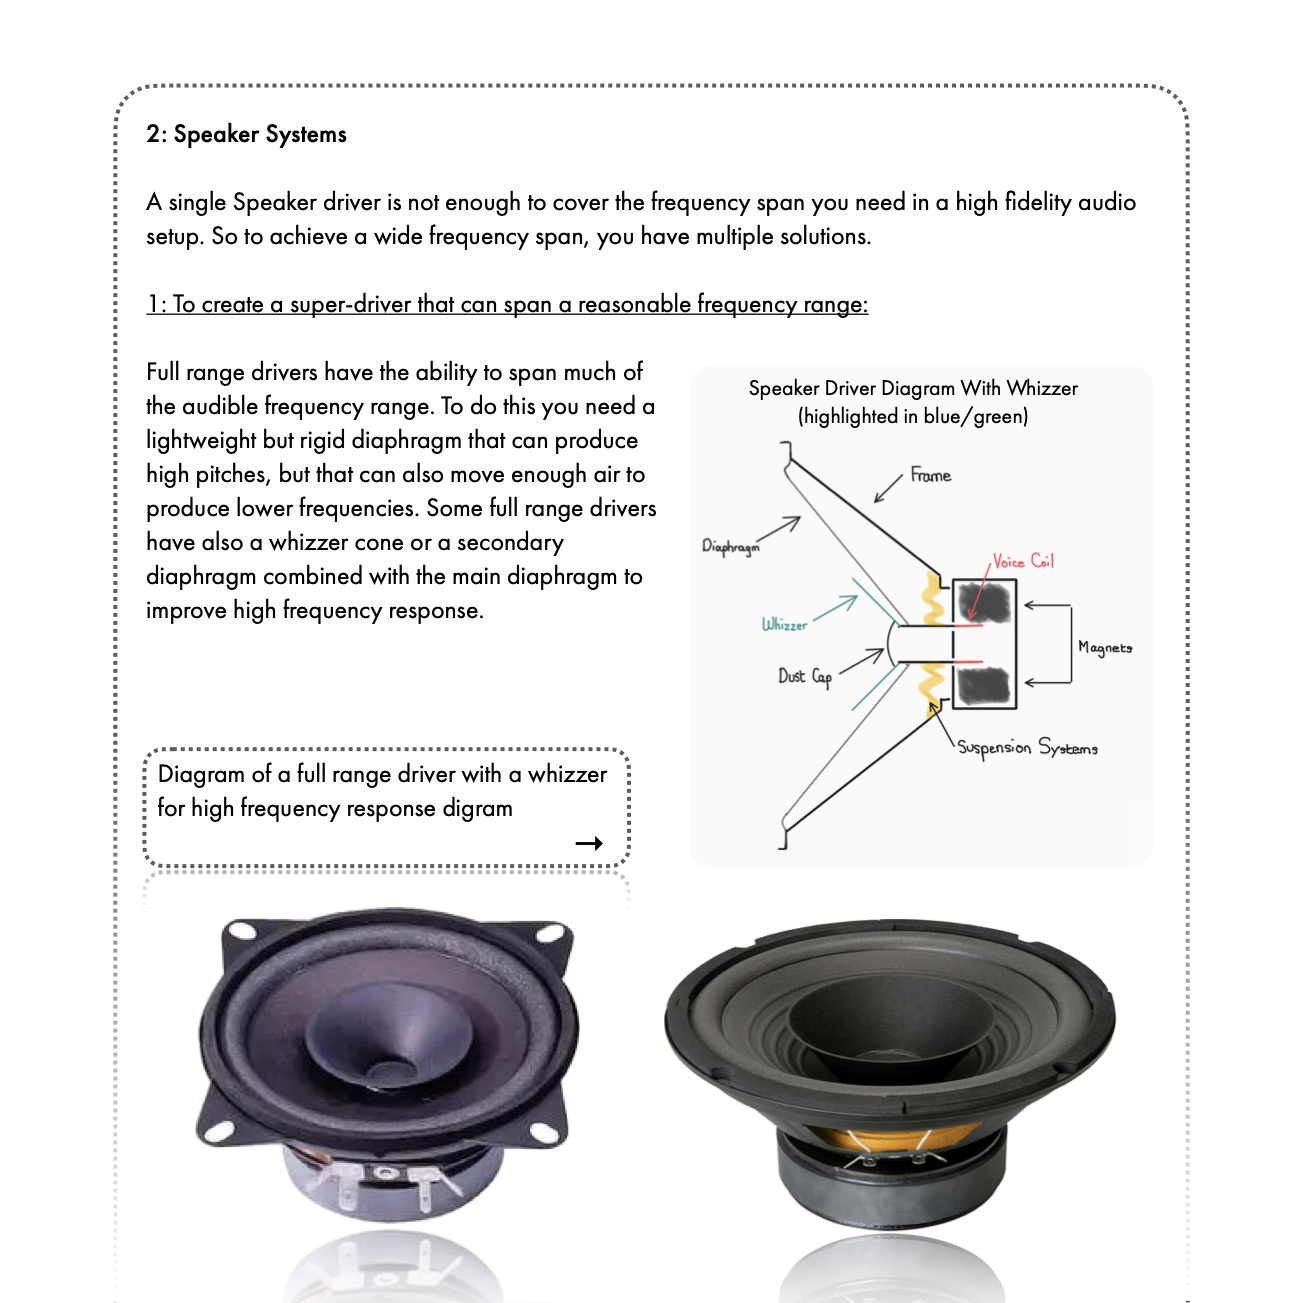 2: Speaker Systems
A single Speaker driver is not enough to cover the frequency span you need in a high fidelity audio
setup. So to achieve a wide frequency span, you have multiple solutions.
1: To create a super-driver that can span a reasonable frequency range:
Full range drivers have the ability to span much of
the audible frequency range. To do this you need a
lightweight but rigid diaphragm that can produce
high pitches, but that can also move enough air to
produce lower frequencies. Some full range drivers
have also a whizzer cone or a secondary
diaphragm combined with the main diaphragm to
improve high frequency response.
Speaker Driver Diagram With Whizzer
(highlighted in blue/green)
Frame
Diaphragm
Voice Coil
Whizzer
Magnets
Dust Cap
Suspension Systems
Diagram of a full range driver with a whizzer
for high frequency response digram
→